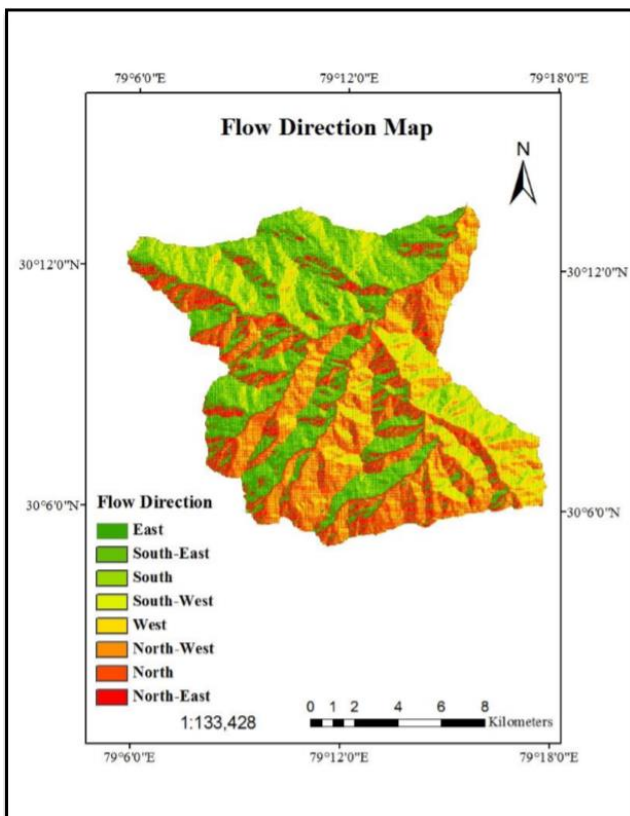 79°6'0"E 79°12'0"E 79°18'0"E
Flow Direction Map
N
30°12'0"N 30°12'0"N
Flow Direction
30°6'0"N 30°6'0"N
East
South-East
South
South-West
West
North-West
North
North-East
0 1 2 4 6 8
Kilometers
1:133,428
79°6'0"E 79°12'0"E 79°18'0"E